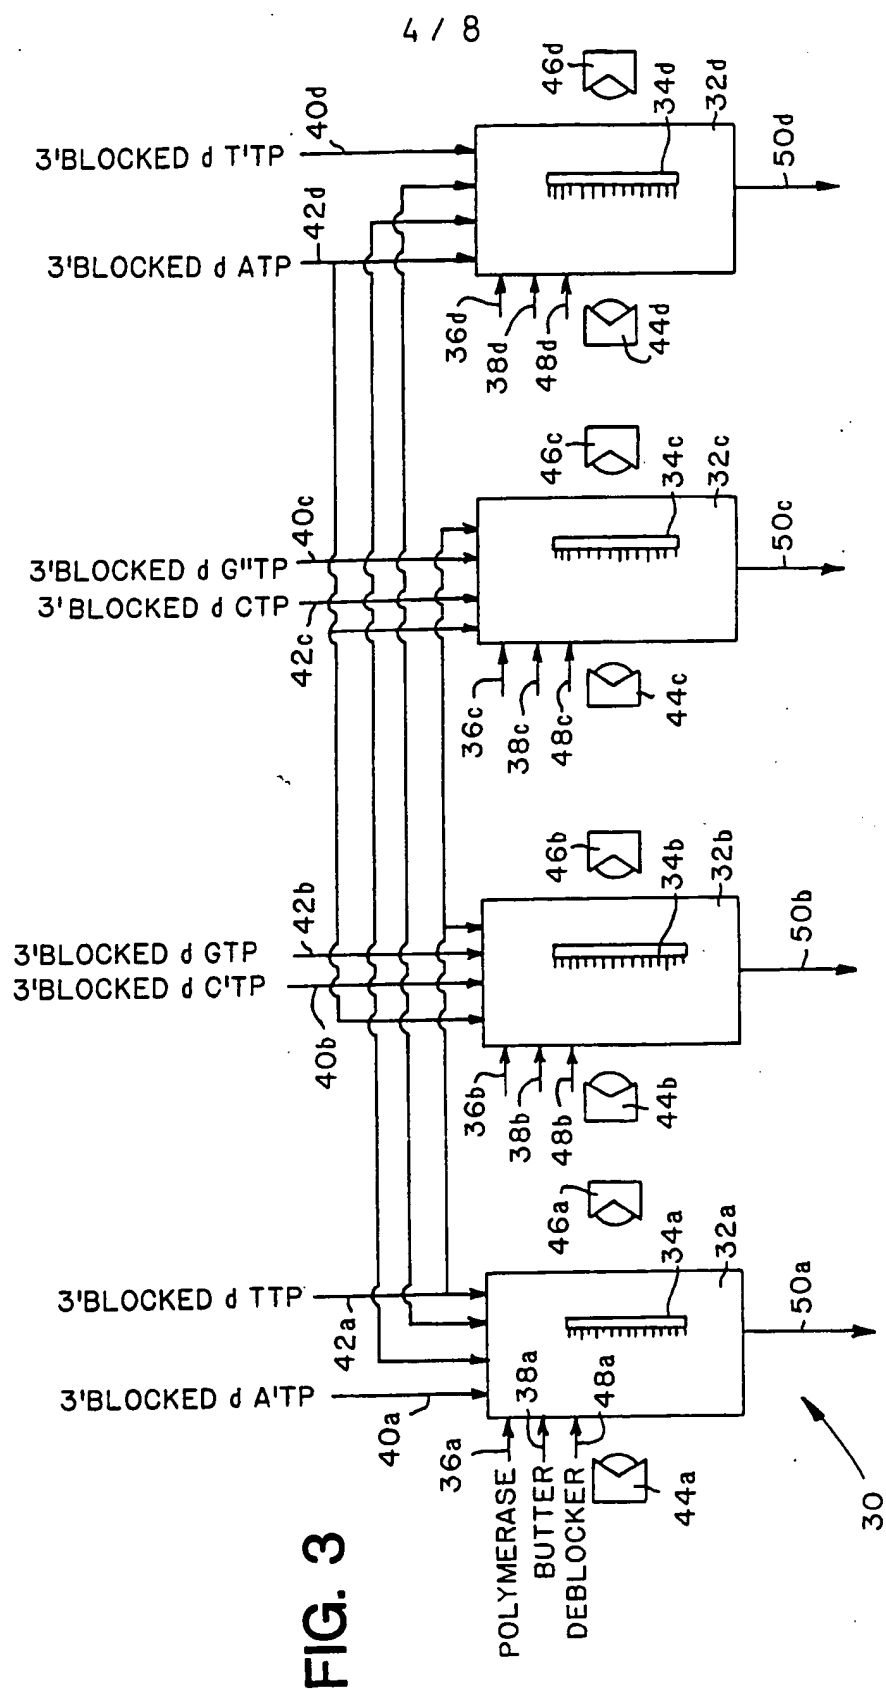 4 / 8
3'BLOCKED d T'TP
40d
3'BLOCKED d ATP
42d
46d
34d
32d
50d
36d
38d
48d
44d
3'BLOCKED d G"TP
40c
3'BLOCKED d CTP
42c
46c
34c
32c
50c
36c
38c
48c
44c
3'BLOCKED d GTP
42b
3'BLOCKED d C'TP
40b
46b
34b
32b
50b
36b
38b
48b
44b
3'BLOCKED d TTP
42a
3'BLOCKED d A'TP
40a
46a
34a
32a
50a
36a
38a
48a
44a
POLYMERASE
BUTTER
DEBLOCKER
30
FIG. 3